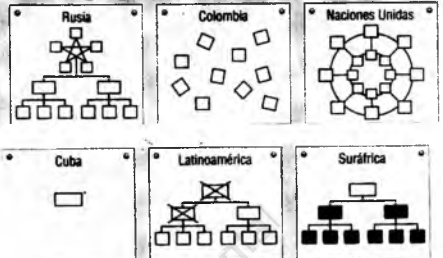 Rusia
Colombia
Naciones Unidas
Cuba
Latinoamérica
Suráfrica